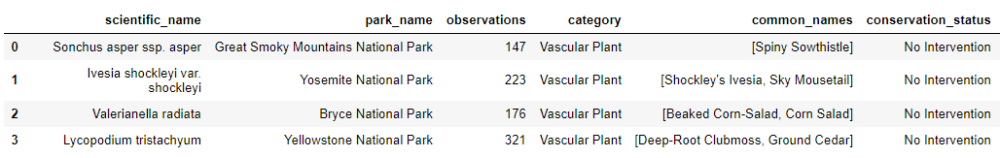 scientific_name park_name observations category common_names conservation_status
0 Sonchus asper ssp. asper Great Smoky Mountains National Park 147 Vascular Plant [Spiny Sowthistle] No Intervention
1 Ivesia shockleyi var. shockleyi Yosemite National Park 223 Vascular Plant [Shockley's Ivesia, Sky Mousetail] No Intervention
2 Valerianella radiata Bryce National Park 176 Vascular Plant [Beaked Corn-Salad, Corn Salad] No Intervention
3 Lycopodium tristachyum Yellowstone National Park 321 Vascular Plant [Deep-Root Clubmoss, Ground Cedar] No Intervention